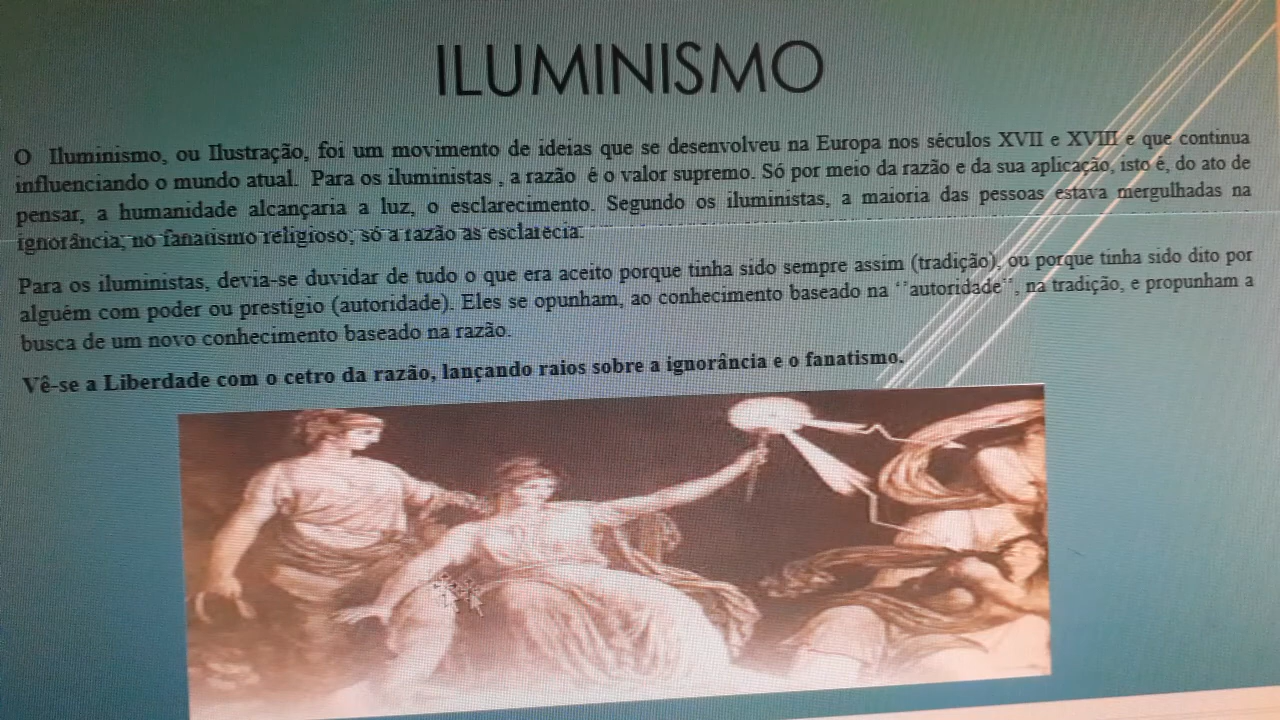 ILUMINISMO
O Iluminismo, ou Ilustração, foi um movimento de ideias que se desenvolveu na Europa nos séculos XVII e XVIII e que continua
influenciando o mundo atual. Para os iluministas , a razão é o valor supremo. Só por meio da razão e da sua aplicação, isto é, do ato de
pensar, a humanidade alcançaria a luz, o esclarecimento. Segundo os iluministas, a maioria das pessoas estava mergulhadas na
ignorância; no fanatismo religioso; só a razão as esclarecia.
Para os iluministas, devia-se duvidar de tudo o que era aceito porque tinha sido sempre assim (tradição), ou porque tinha sido dito por
alguém com poder ou prestígio (autoridade). Eles se opunham, ao conhecimento baseado na ‘‘autoridade’’, na tradição, e propunham a
busca de um novo conhecimento baseado na razão.
Vê-se a Liberdade com o cetro da razão, lançando raios sobre a ignorância e o fanatismo.